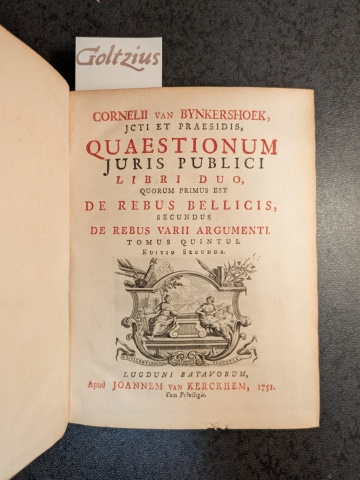 Goltzius
CORNELII VAN BYNKERSHOEK,
JCTI ET PRAESIDIS,
QUAESTIONUM
JURIS PUBLICI
LIBRI DUO,
QUORUM PRIMUS EST
DE REBUS BELLICIS,
SECUNDUS
DE REBUS VARII ARGUMENTI.
TOMUS QUINTUS.
EDITIO SECUNDA.
LUGDUNI BATAVORUM,
Apud JOANNEM VAN KERCKHEM, 1752.
Cum Privilegio.